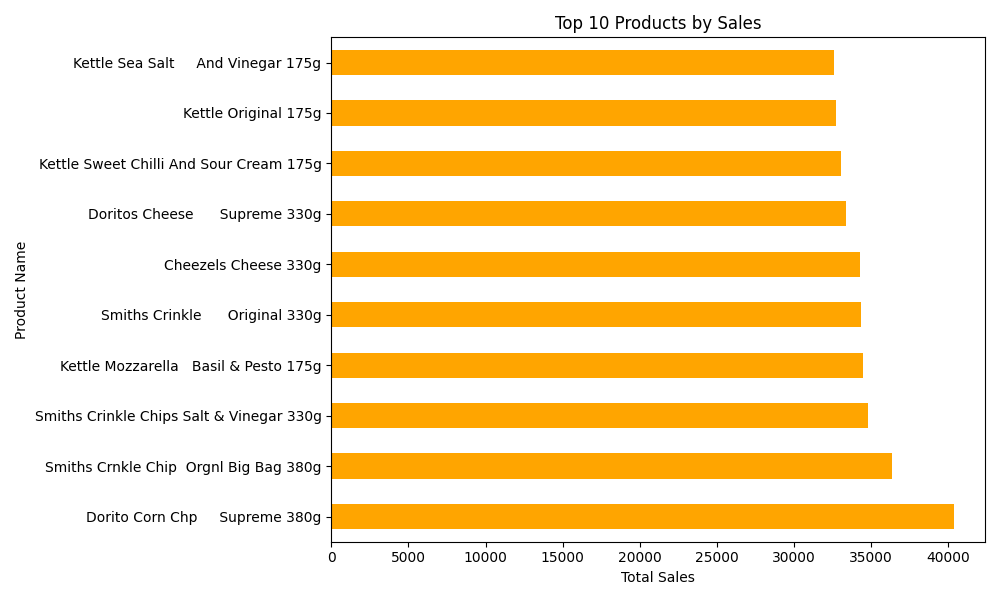 Top 10 Products by Sales
Product Name
Kettle Sea Salt     And Vinegar 175g
Kettle Original 175g
Kettle Sweet Chilli And Sour Cream 175g
Doritos Cheese      Supreme 330g
Cheezels Cheese 330g
Smiths Crinkle      Original 330g
Kettle Mozzarella   Basil & Pesto 175g
Smiths Crinkle Chips Salt & Vinegar 330g
Smiths Crnkle Chip  Orgnl Big Bag 380g
Dorito Corn Chp     Supreme 380g
0 5000 10000 15000 20000 25000 30000 35000 40000
Total Sales